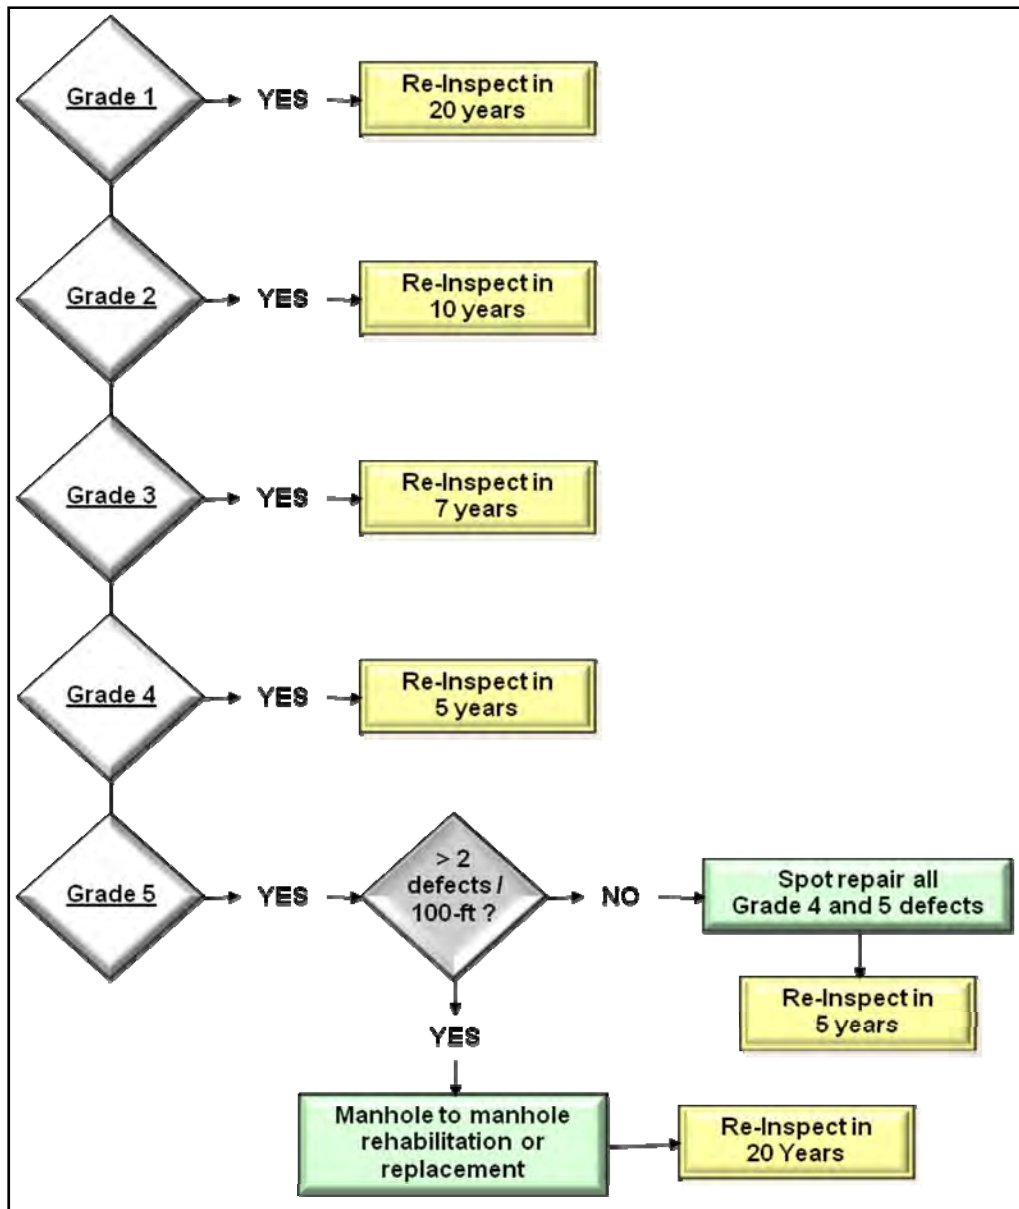 Grade 1
YES
Re-Inspect in
20 years
Grade 2
YES
Re-Inspect in
10 years
Grade 3
YES
Re-Inspect in
7 years
Grade 4
YES
Re-Inspect in
5 years
Grade 5
YES
> 2
defects /
100-ft ?
NO
Spot repair all
Grade 4 and 5 defects
Re-Inspect in
5 years
YES
Manhole to manhole
rehabilitation or
replacement
Re-Inspect in
20 Years